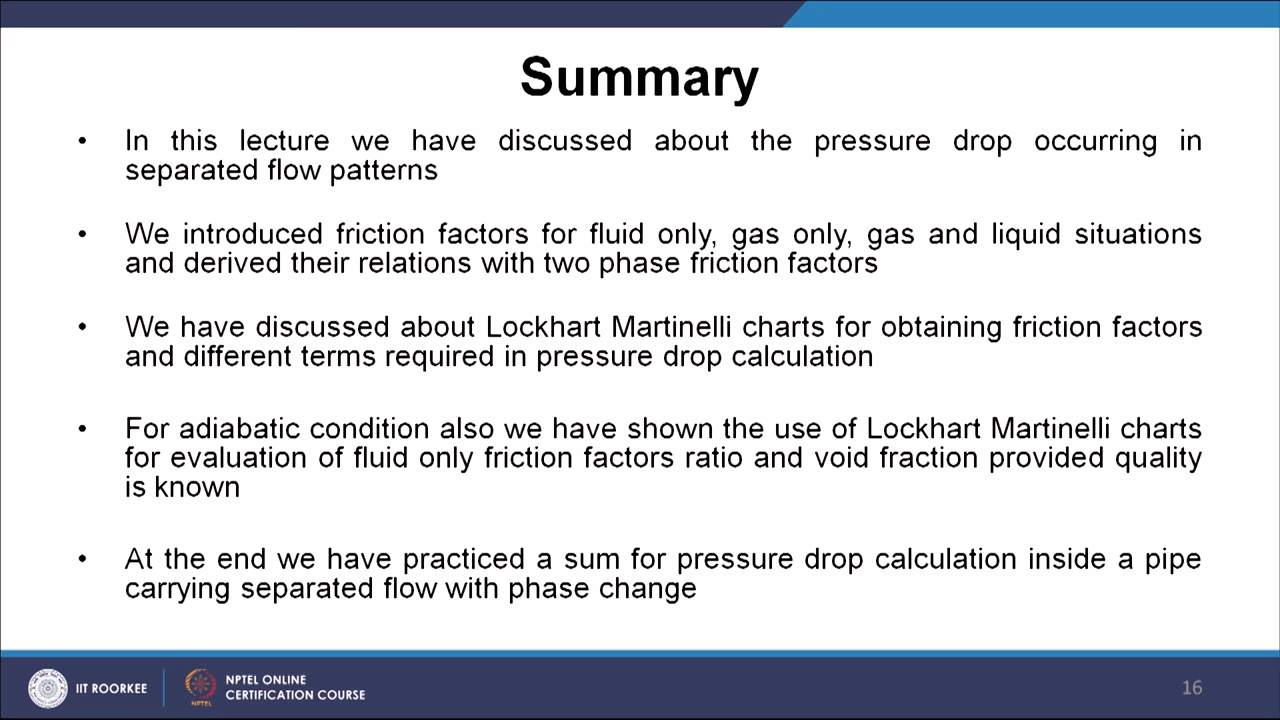 Summary
• In this lecture we have discussed about the pressure drop occurring in
separated flow patterns
• We introduced friction factors for fluid only, gas only, gas and liquid situations
and derived their relations with two phase friction factors
• We have discussed about Lockhart Martinelli charts for obtaining friction factors
and different terms required in pressure drop calculation
• For adiabatic condition also we have shown the use of Lockhart Martinelli charts
for evaluation of fluid only friction factors ratio and void fraction provided quality
is known
• At the end we have practiced a sum for pressure drop calculation inside a pipe
carrying separated flow with phase change
IIT ROORKEE
NPTEL
NPTEL ONLINE
CERTIFICATION COURSE
16